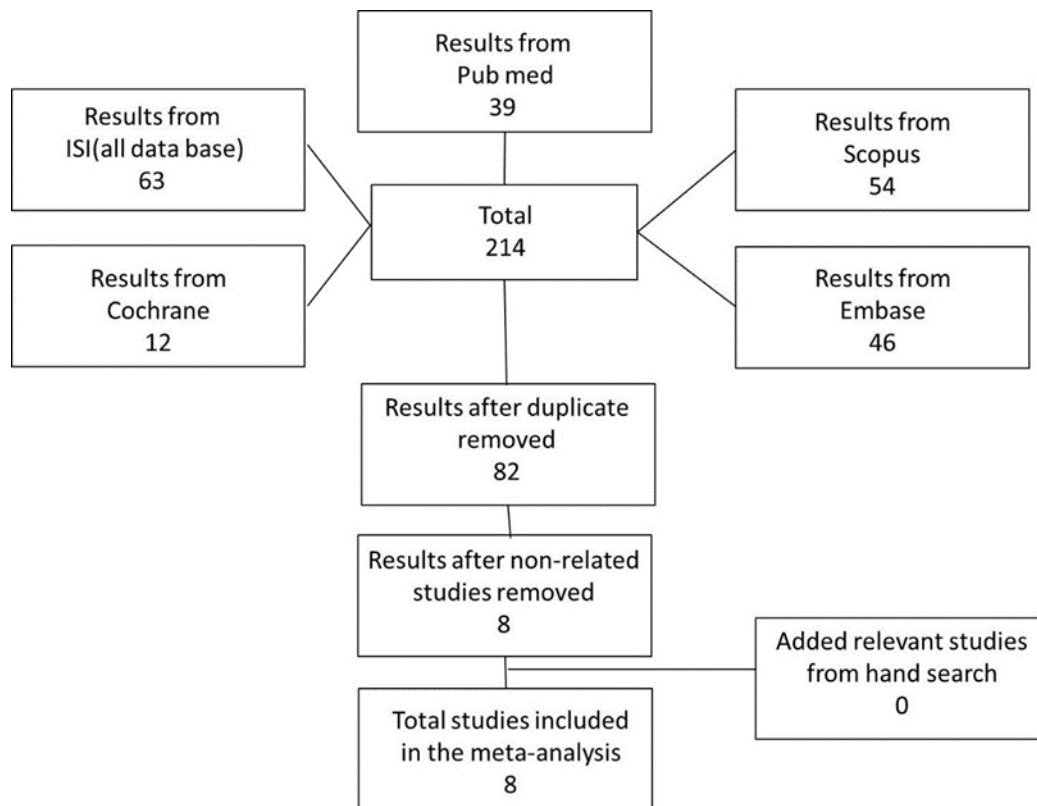 Results from
Pub med
39
Results from
ISI(all data base)
63
Results from
Scopus
54
Total
214
Results from
Cochrane
12
Results from
Embase
46
Results after duplicate
removed
82
Results after non-related
studies removed
8
Added relevant studies
from hand search
0
Total studies included
in the meta-analysis
8